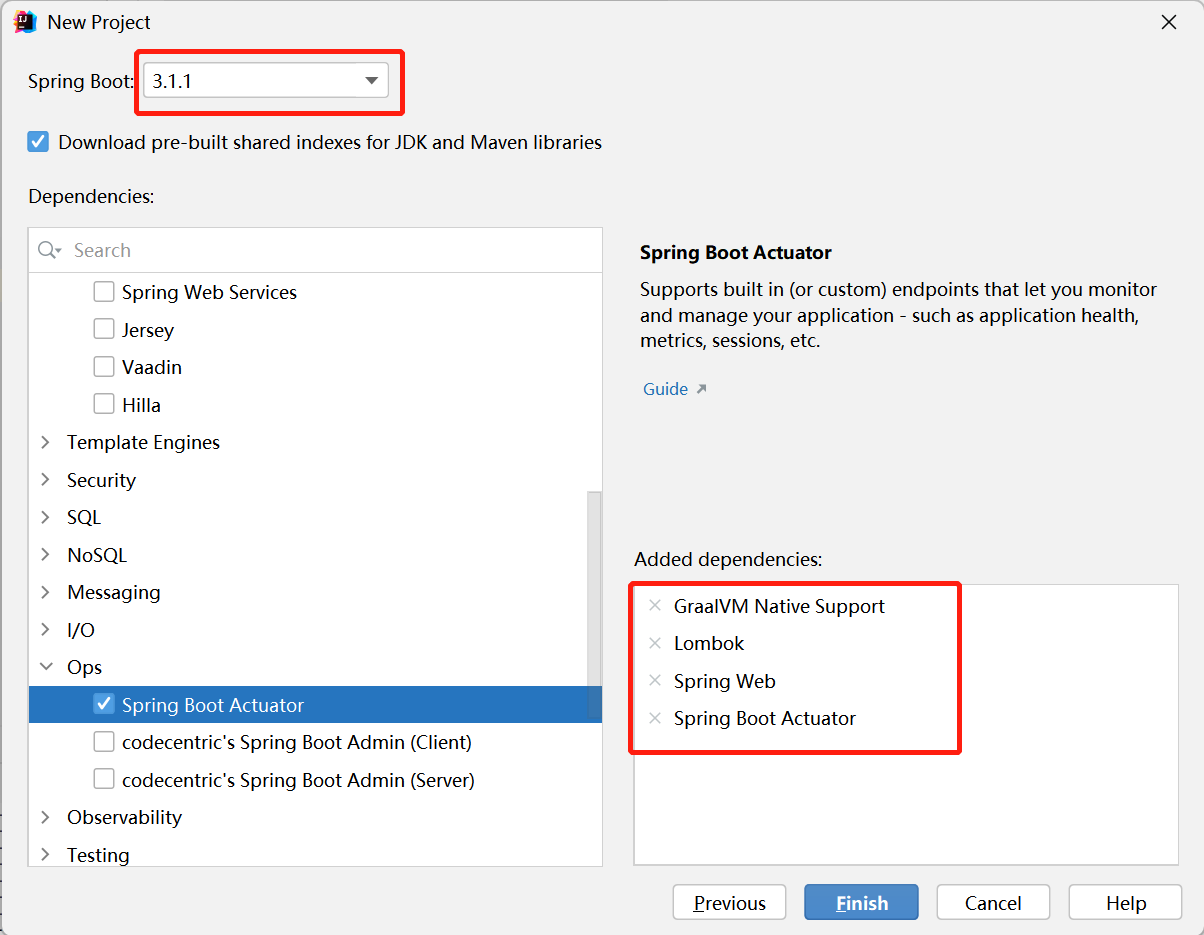 New Project
Spring Boot:
3.1.1
Download pre-built shared indexes for JDK and Maven libraries
Dependencies:
Search
Spring Web Services
Jersey
Vaadin
Hilla
Template Engines
Security
SQL
NoSQL
Messaging
I/O
Ops
Spring Boot Actuator
codecentric's Spring Boot Admin (Client)
codecentric's Spring Boot Admin (Server)
Observability
Testing
Spring Boot Actuator
Supports built in (or custom) endpoints that let you monitor
and manage your application - such as application health,
metrics, sessions, etc.
Guide
Added dependencies:
GraalVM Native Support
Lombok
Spring Web
Spring Boot Actuator
Previous
Finish
Cancel
Help